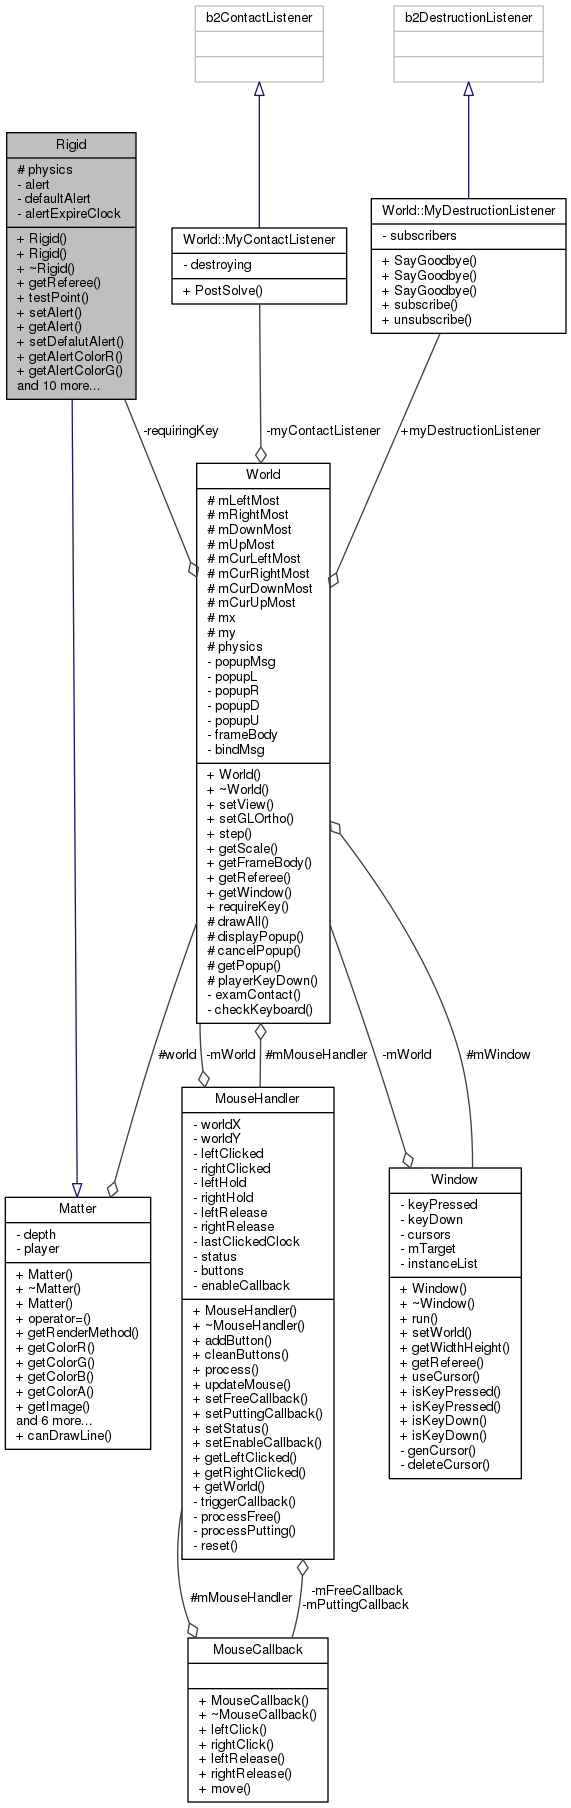 b2ContactListener
b2DestructionListener
Rigid
# physics
- alert
- defaultAlert
- alertExpireClock
+ Rigid()
+ Rigid()
+ ~Rigid()
+ getReferee()
+ testPoint()
+ setAlert()
+ getAlert()
+ setDefalutAlert()
+ getAlertColorR()
+ getAlertColorG()
and 10 more...
World::MyContactListener
- destroying
+ PostSolve()
World::MyDestructionListener
- subscribers
+ SayGoodbye()
+ SayGoodbye()
+ SayGoodbye()
+ subscribe()
+ unsubscribe()
-requiringKey
-myContactListener
+myDestructionListener
World
# mLeftMost
# mRightMost
# mDownMost
# mUpMost
# mCurLeftMost
# mCurRightMost
# mCurDownMost
# mCurUpMost
# mx
# my
# physics
- popupMsg
- popupL
- popupR
- popupD
- popupU
- frameBody
- bindMsg
+ World()
+ ~World()
+ setView()
+ setGLOrtho()
+ step()
+ getScale()
+ getFrameBody()
+ getReferee()
+ getWindow()
+ requireKey()
# drawAll()
# displayPopup()
# cancelPopup()
# getPopup()
# playerKeyDown()
- examContact()
- checkKeyboard()
#world
-mWorld
#mMouseHandler
-mWorld
#mWindow
MouseHandler
- worldX
- worldY
- leftClicked
- rightClicked
- leftHold
- rightHold
- leftRelease
- rightRelease
- lastClickedClock
- status
- buttons
- enableCallback
+ MouseHandler()
+ ~MouseHandler()
+ addButton()
+ cleanButtons()
+ process()
+ updateMouse()
+ setFreeCallback()
+ setPuttingCallback()
+ setStatus()
+ setEnableCallback()
+ getLeftClicked()
+ getRightClicked()
+ getWorld()
- triggerCallback()
- processFree()
- processPutting()
- reset()
Window
- keyPressed
- keyDown
- cursors
- mTarget
- instanceList
+ Window()
+ ~Window()
+ run()
+ setWorld()
+ getWidthHeight()
+ getReferee()
+ useCursor()
+ isKeyPressed()
+ isKeyPressed()
+ isKeyDown()
+ isKeyDown()
- genCursor()
- deleteCursor()
Matter
- depth
- player
+ Matter()
+ ~Matter()
+ Matter()
+ operator=()
+ getRenderMethod()
+ getColorR()
+ getColorG()
+ getColorB()
+ getColorA()
+ getImage()
and 6 more...
+ canDrawLine()
#mMouseHandler
-mFreeCallback
-mPuttingCallback
MouseCallback
+ MouseCallback()
+ ~MouseCallback()
+ leftClick()
+ rightClick()
+ leftRelease()
+ rightRelease()
+ move()